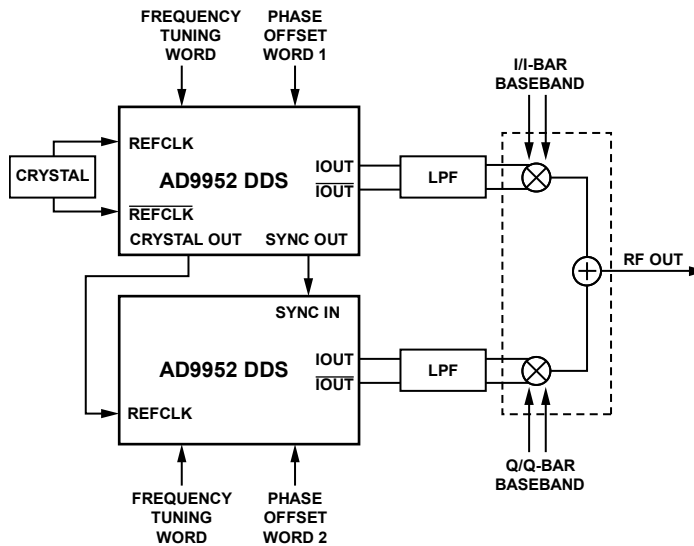 FREQUENCY
TUNING
WORD
PHASE
OFFSET
WORD 1
I/I-BAR
BASEBAND
REFCLK
CRYSTAL
AD9952 DDS
IOUT
IOUT
LPF
REFCLK
CRYSTAL OUT
SYNC OUT
RF OUT
SYNC IN
AD9952 DDS
IOUT
IOUT
LPF
REFCLK
Q/Q-BAR
BASEBAND
FREQUENCY
TUNING
WORD
PHASE
OFFSET
WORD 2